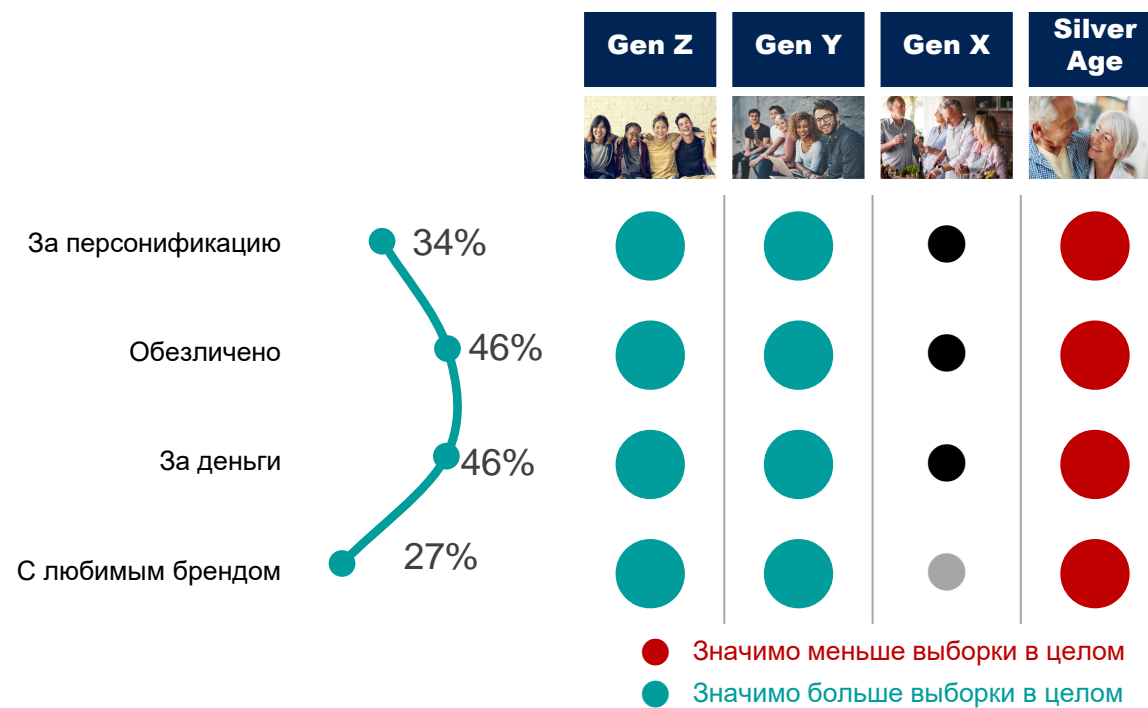 Gen Z
Gen Y
Gen X
Silver
Age
За персонификацию
34%
Обезличено
46%
За деньги
46%
С любимым брендом
27%
Значимо меньше выборки в целом
Значимо больше выборки в целом